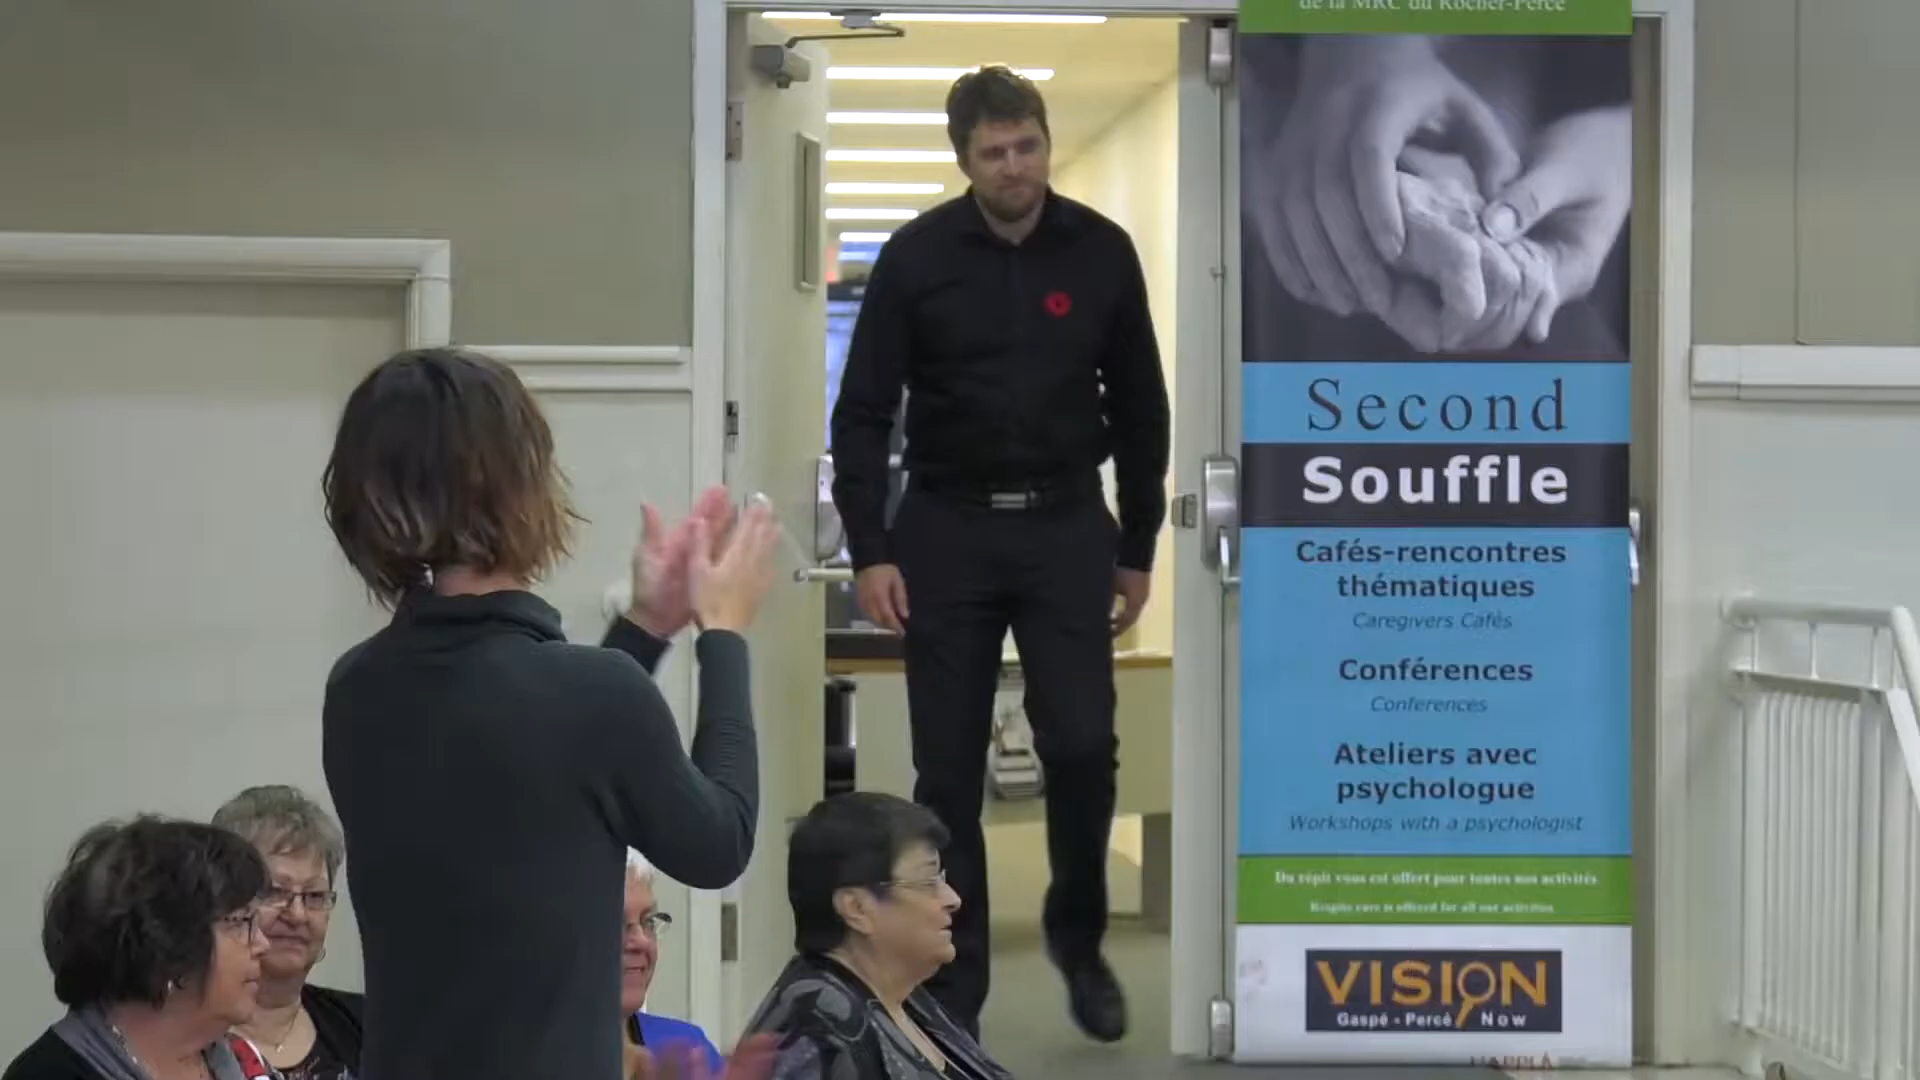 de la MRC du Rocher-Percé
Second
Souffle
Cafés-rencontres
thématiques
Caregivers Cafés
Conférences
Conferences
Ateliers avec
psychologue
Workshops with a psychologist
Du répit vous est offert pour toutes nos activités
Respite care is offered for all our activities
VISION
Gaspé - Percé Now
L'APPUI